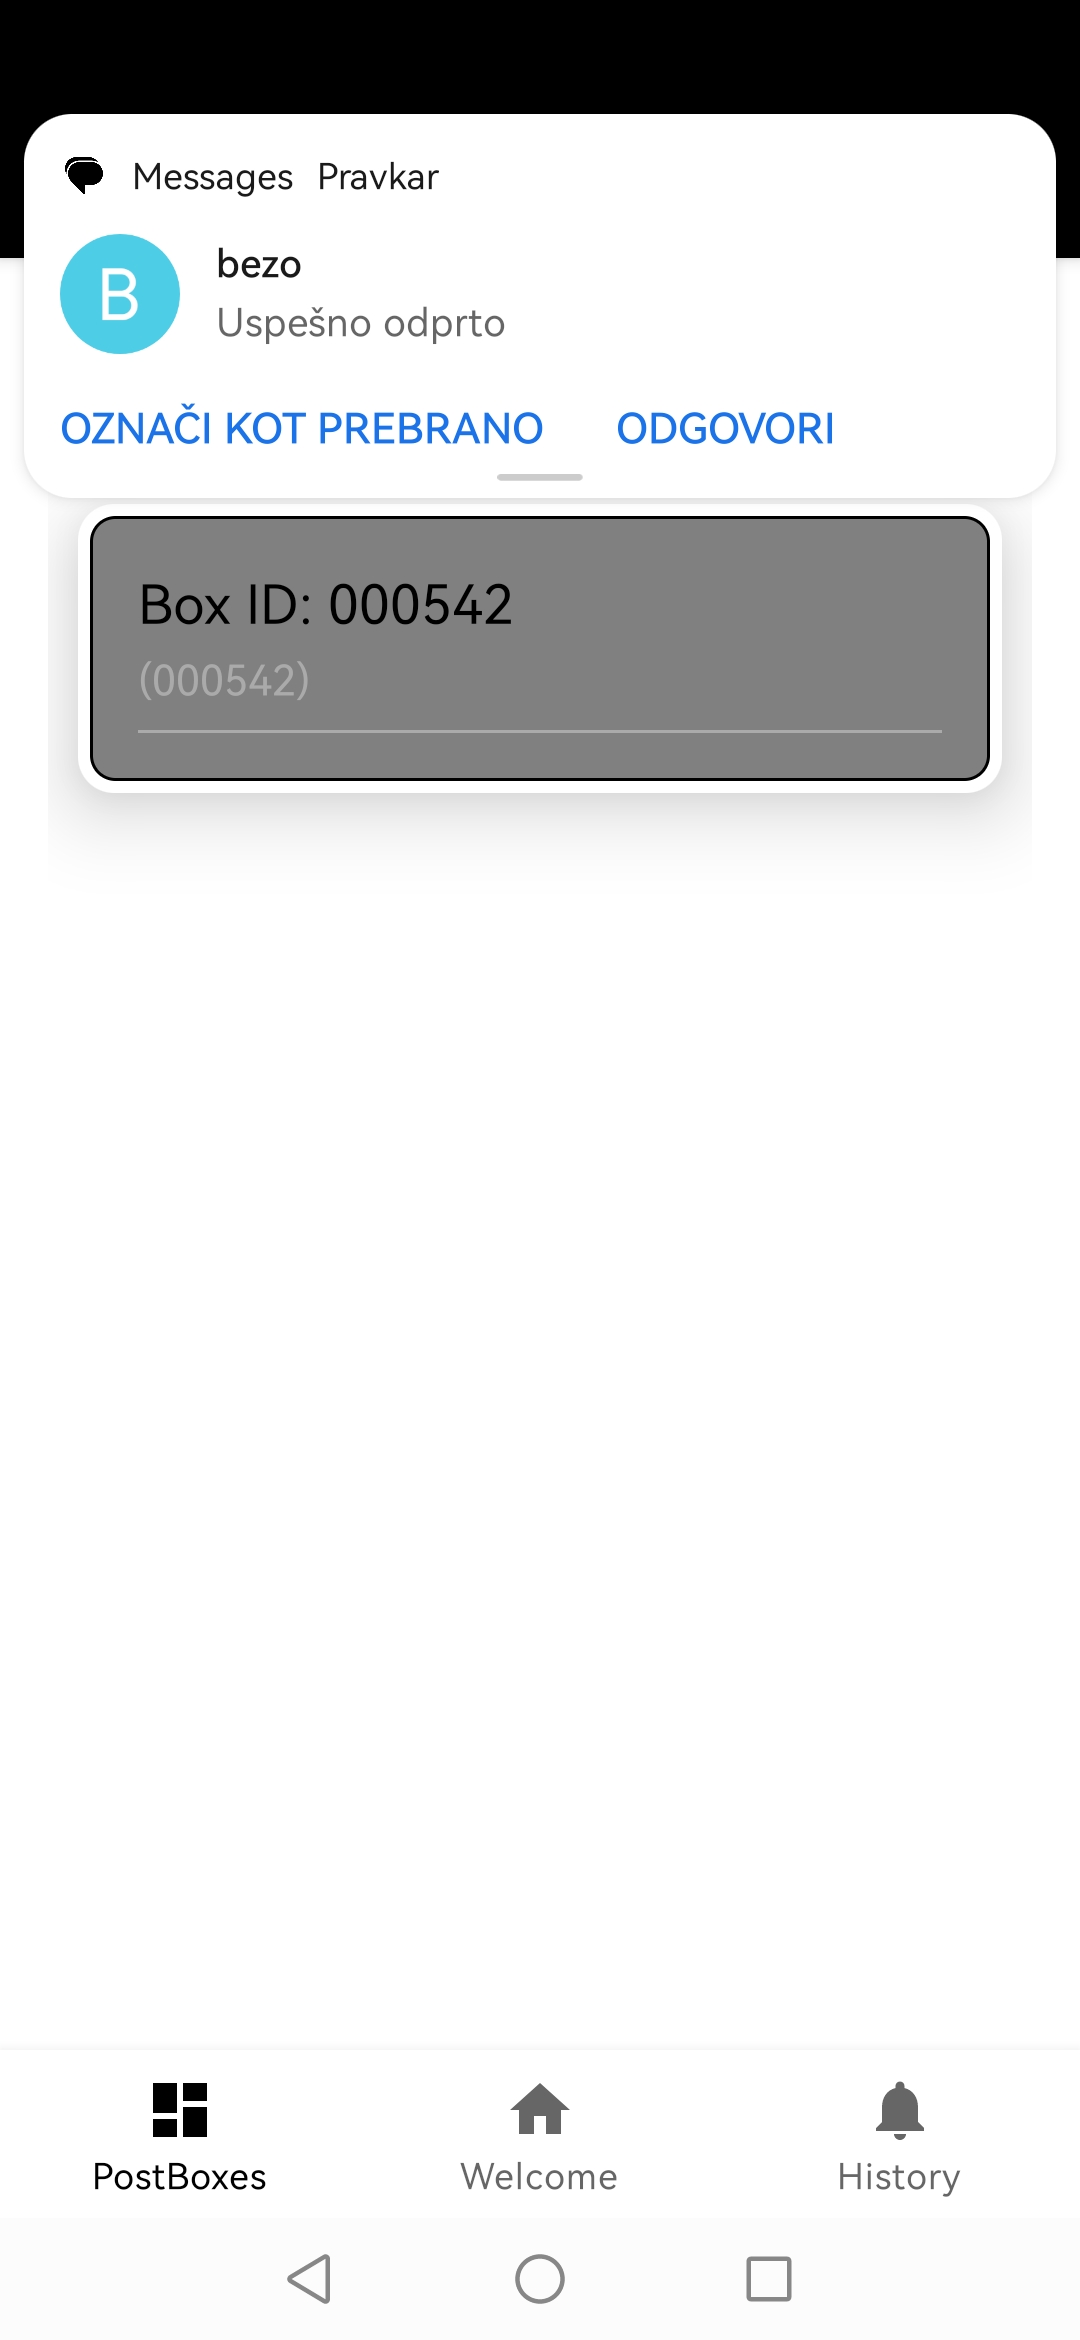 Messages Pravkar
B
bezo
Uspešno odprto
OZNAČI KOT PREBRANO ODGOVORI
Box ID: 000542
(000542)
PostBoxes Welcome History